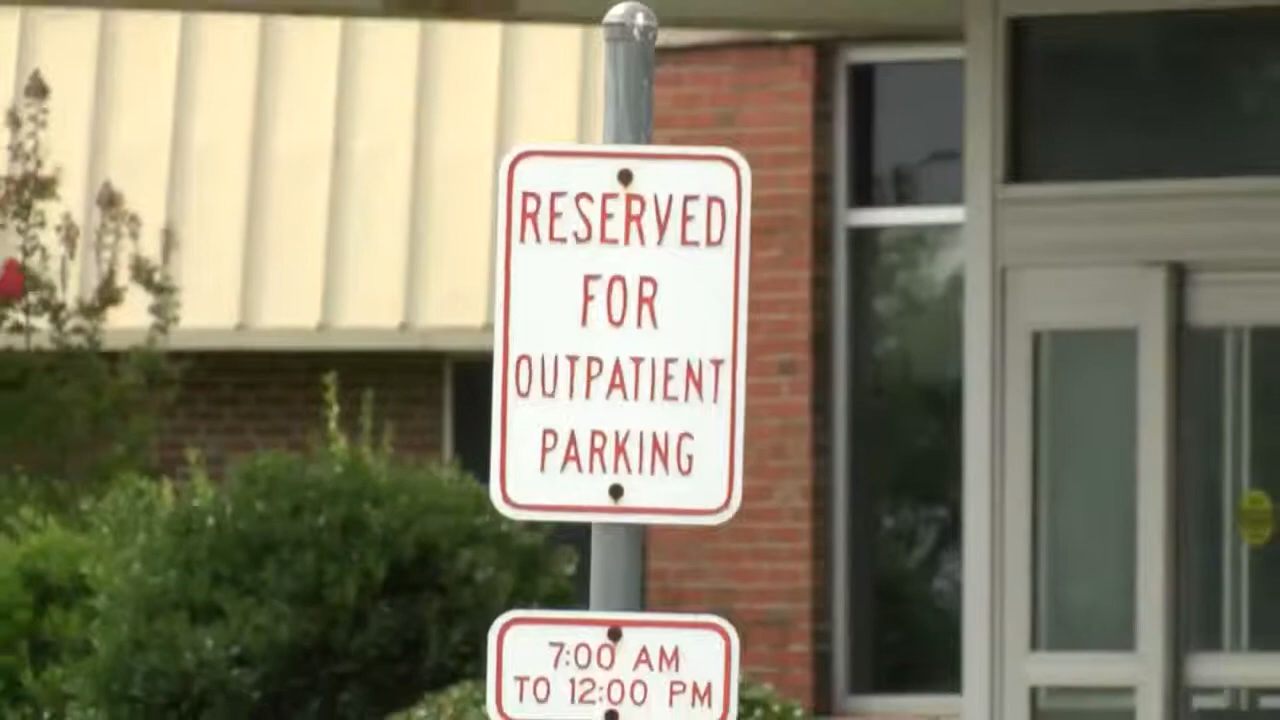 RESERVED
FOR
OUTPATIENT
PARKING
7:00 AM
TO 12:00 PM